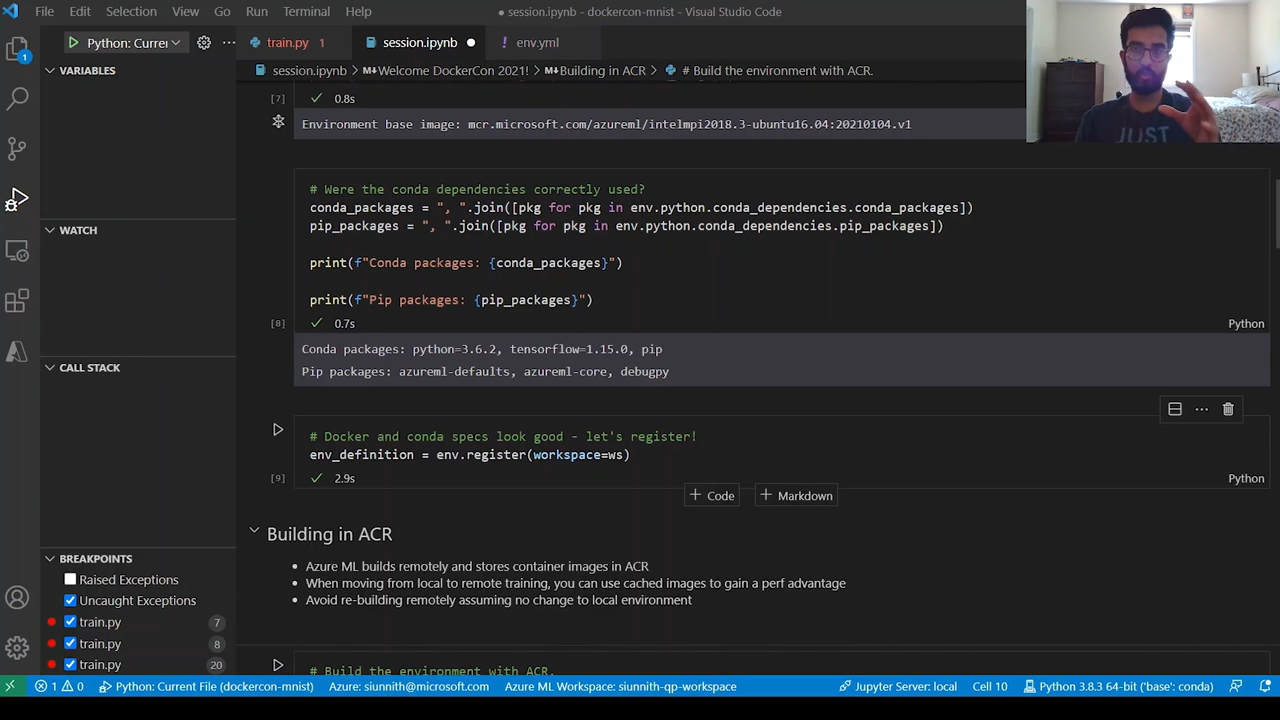 File Edit Selection View Go Run Terminal Help
● session.ipynb - dockercon-mnist - Visual Studio Code
Python: Currei
train.py 1
session.ipynb ●
env.yml
1
VARIABLES
session.ipynb > M↓Welcome DockerCon 2021! > M↓Building in ACR > # Build the environment with ACR.
[7] ✓ 0.8s
Environment base image: mcr.microsoft.com/azureml/intelmpi2018.3-ubuntu16.04:20210104.v1
JUST
# Were the conda dependencies correctly used?
conda_packages = ", ".join([pkg for pkg in env.python.conda_dependencies.conda_packages])
pip_packages = ", ".join([pkg for pkg in env.python.conda_dependencies.pip_packages])
WATCH
print(f"Conda packages: {conda_packages}")
print(f"Pip packages: {pip_packages}")
[8] ✓ 0.7s Python
Conda packages: python=3.6.2, tensorflow=1.15.0, pip
CALL STACK
Pip packages: azureml-defaults, azureml-core, debugpy
# Docker and conda specs look good - let's register!
env_definition = env.register(workspace=ws)
[9] ✓ 2.9s Python
+ Code + Markdown
Building in ACR
BREAKPOINTS
• Azure ML builds remotely and stores container images in ACR
Raised Exceptions
• When moving from local to remote training, you can use cached images to gain a perf advantage
Uncaught Exceptions
• Avoid re-building remotely assuming no change to local environment
train.py 7
train.py 8
train.py 20
# Build the environment with ACR.
1 0 Python: Current File (dockercon-mnist) Azure: siunnith@microsoft.com Azure ML Workspace: siunnith-qp-workspace Jupyter Server: local Cell 10 Python 3.8.3 64-bit ('base': conda)